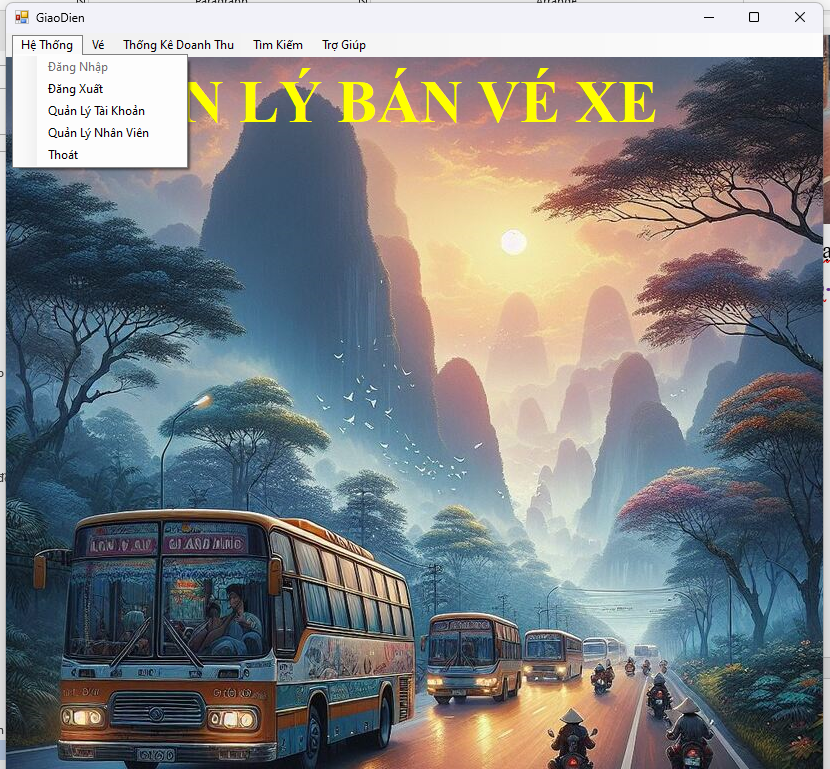 GiaoDien
Hệ Thống Vé Thống Kê Doanh Thu Tìm Kiếm Trợ Giúp
Đăng Nhập
Đăng Xuất
Quản Lý Tài Khoản
Quản Lý Nhân Viên
Thoát
N LÝ BÁN VÉ XE